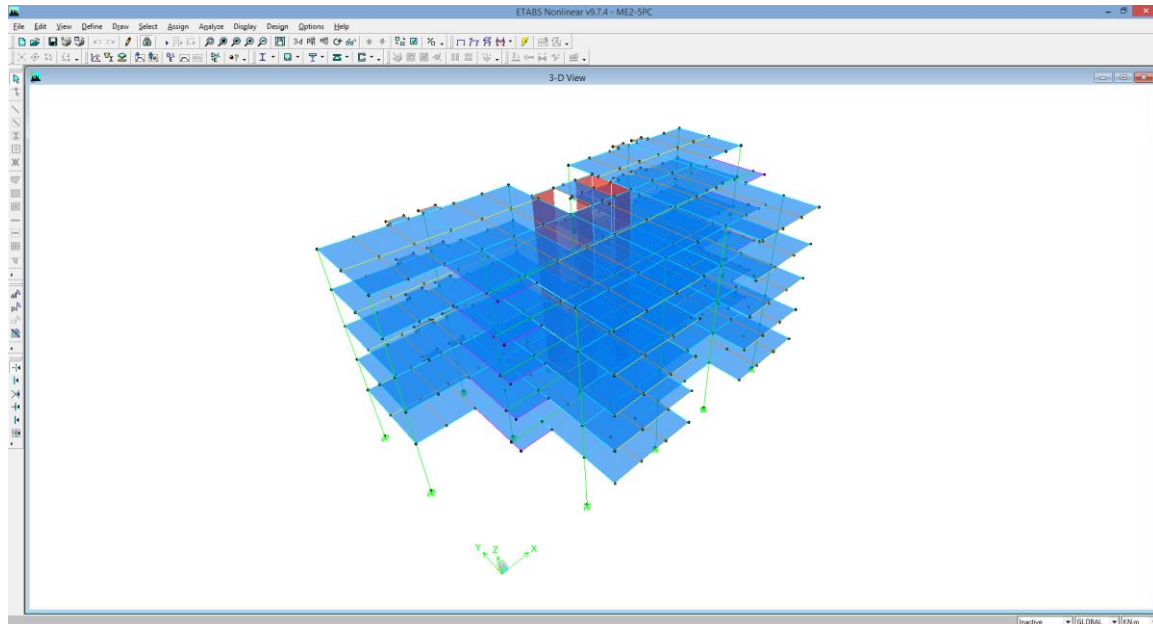 ETABS Nonlinear v9.7.4 - ME2-5PC
File Edit View Define Draw Select Assign Analyze Display Design Options Help
3-D View
Y Z X
Inactive GLOBAL KN-m